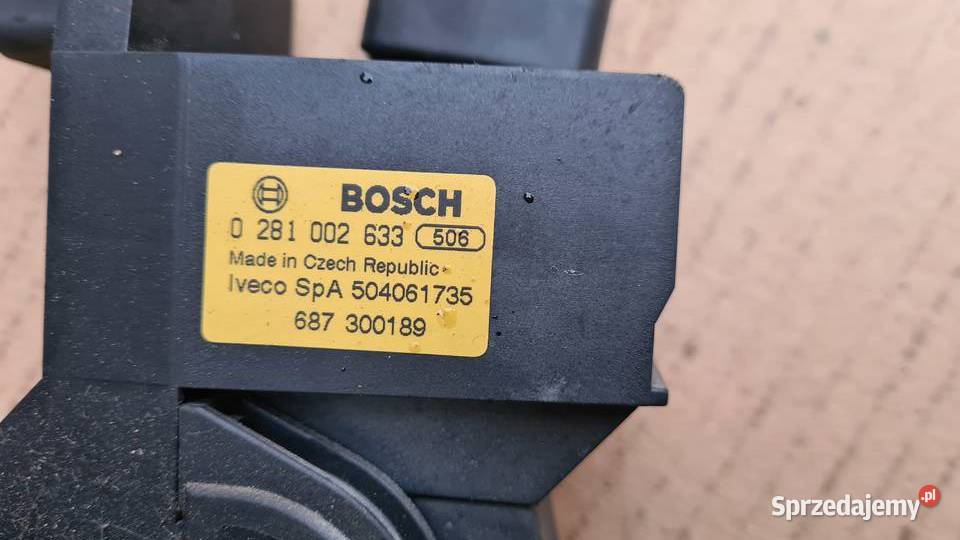 BOSCH
0 281 002 633 506
Made in Czech Republic
Iveco SpA 504061735
687 300189
Sprzedajemy.pl